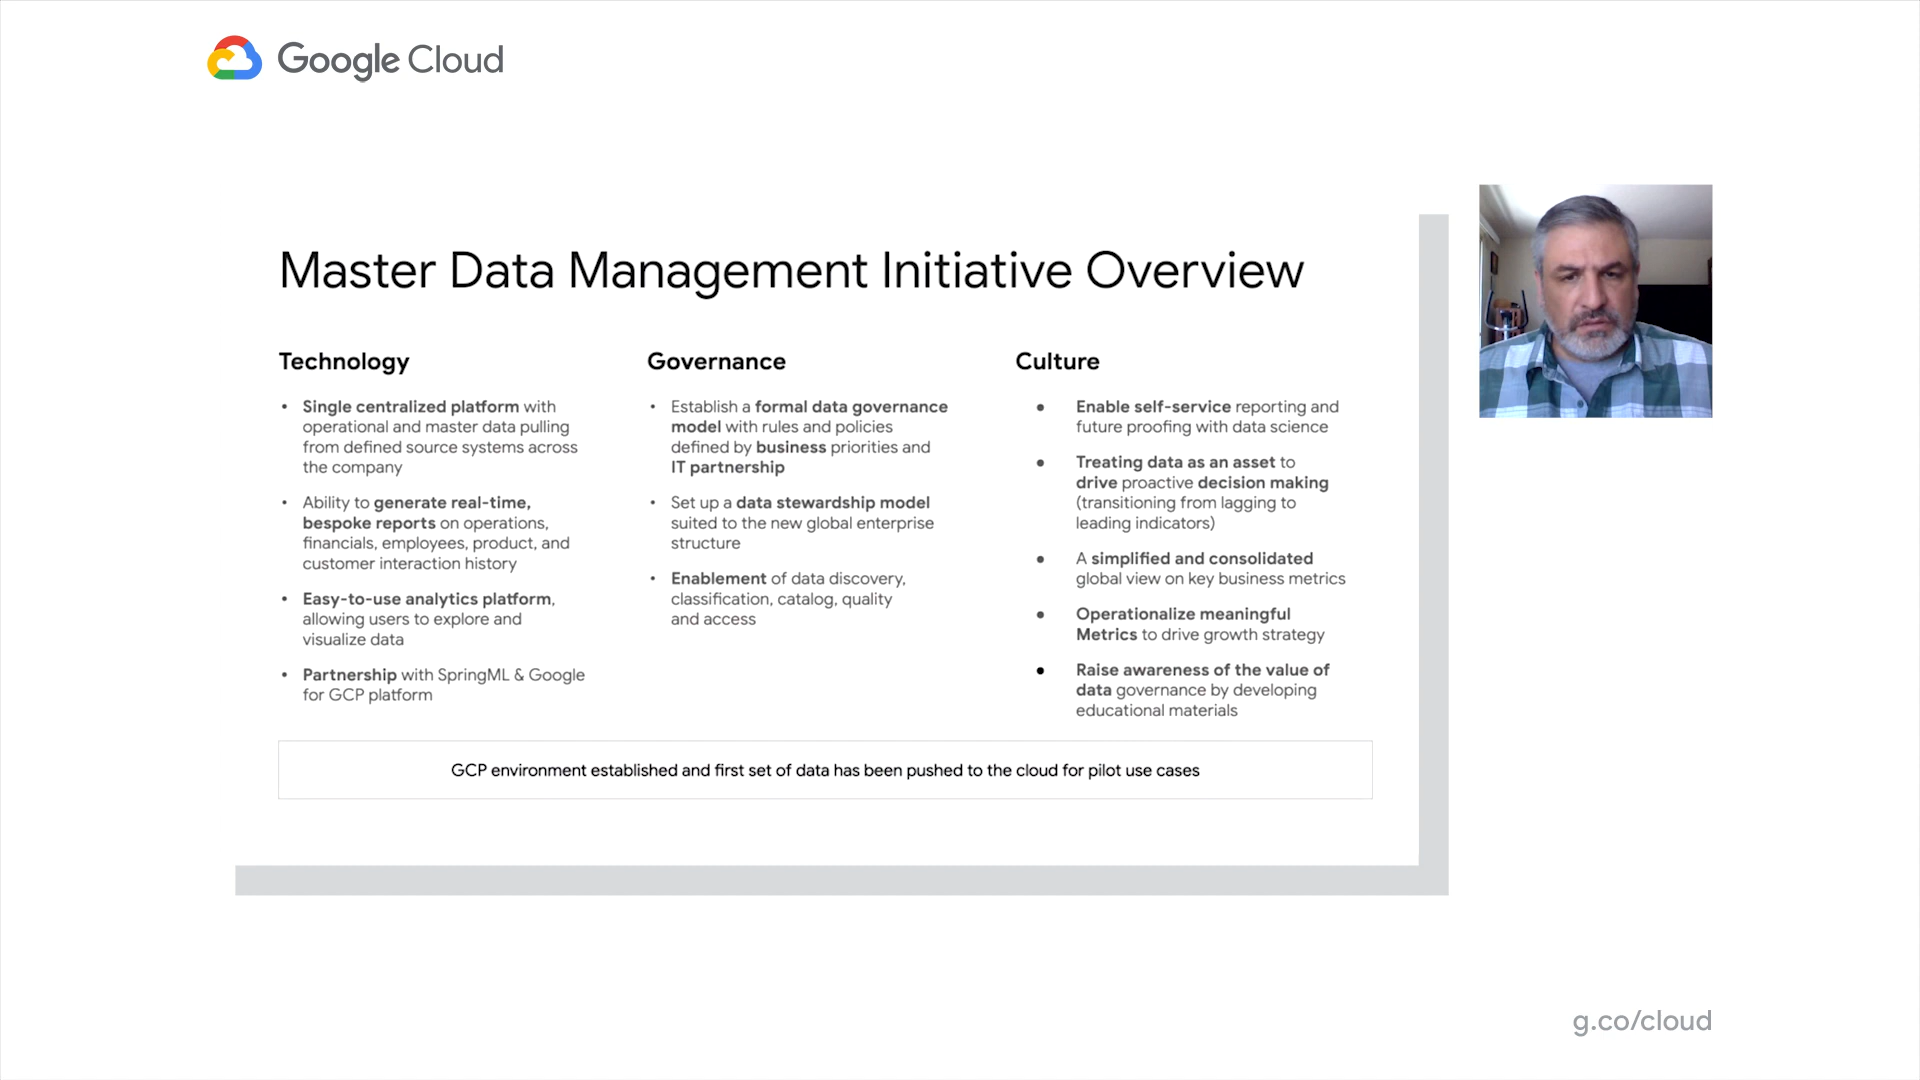 Google Cloud
Master Data Management Initiative Overview
Technology
• Single centralized platform with
operational and master data pulling
from defined source systems across
the company
• Ability to generate real-time,
bespoke reports on operations,
financials, employees, product, and
customer interaction history
• Easy-to-use analytics platform,
allowing users to explore and
visualize data
• Partnership with SpringML & Google
for GCP platform
Governance
• Establish a formal data governance
model with rules and policies
defined by business priorities and
IT partnership
• Set up a data stewardship model
suited to the new global enterprise
structure
• Enablement of data discovery,
classification, catalog, quality
and access
Culture
● Enable self-service reporting and
future proofing with data science
● Treating data as an asset to
drive proactive decision making
(transitioning from lagging to
leading indicators)
● A simplified and consolidated
global view on key business metrics
● Operationalize meaningful
Metrics to drive growth strategy
● Raise awareness of the value of
data governance by developing
educational materials
GCP environment established and first set of data has been pushed to the cloud for pilot use cases
g.co/cloud